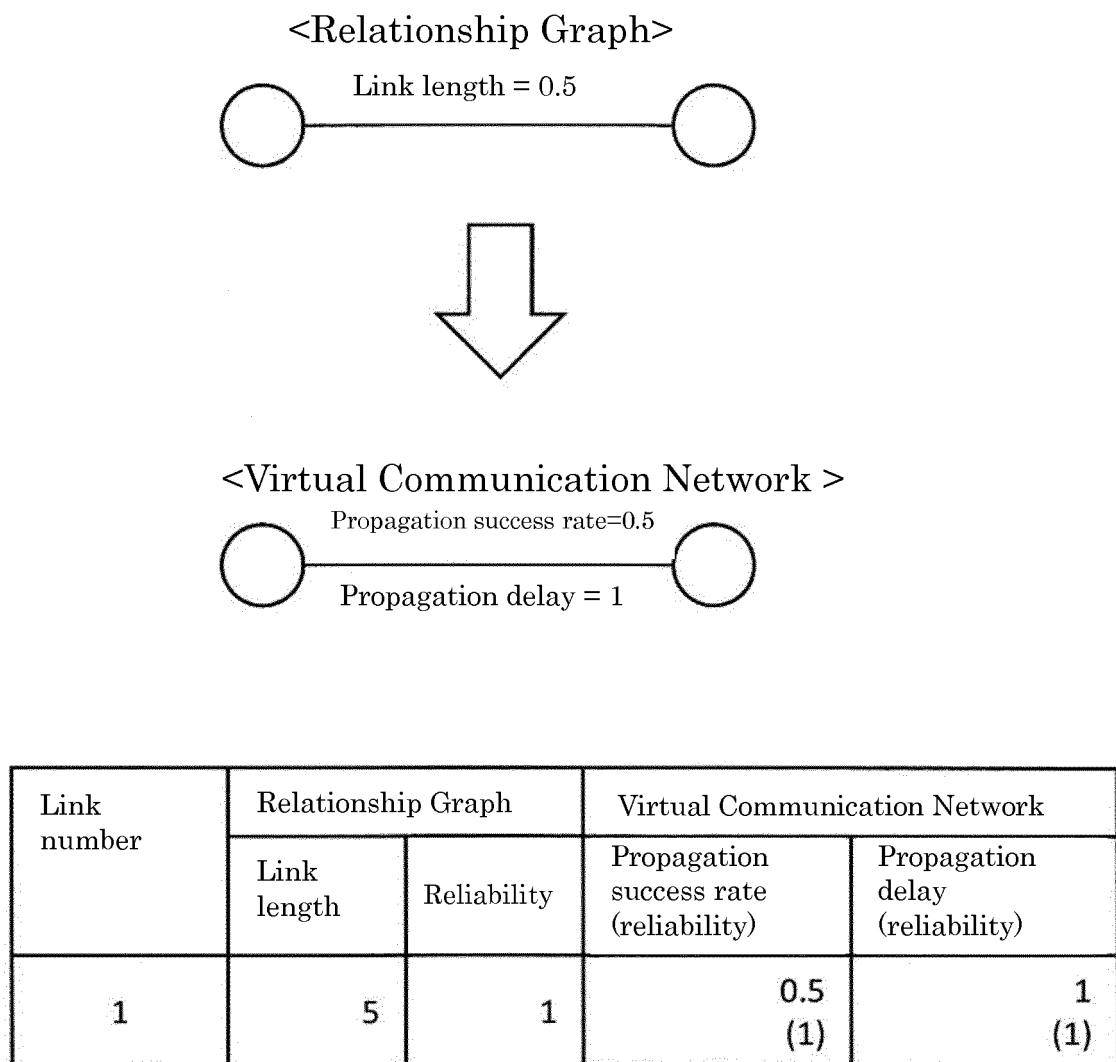 <Relationship Graph>
Link length = 0.5
<Virtual Communication Network >
Propagation success rate=0.5
Propagation delay = 1
Link
number
Relationship Graph
Virtual Communication Network
Link
length
Reliability
Propagation
success rate
(reliability)
Propagation
delay
(reliability)
1
5
1
0.5
(1)
1
(1)